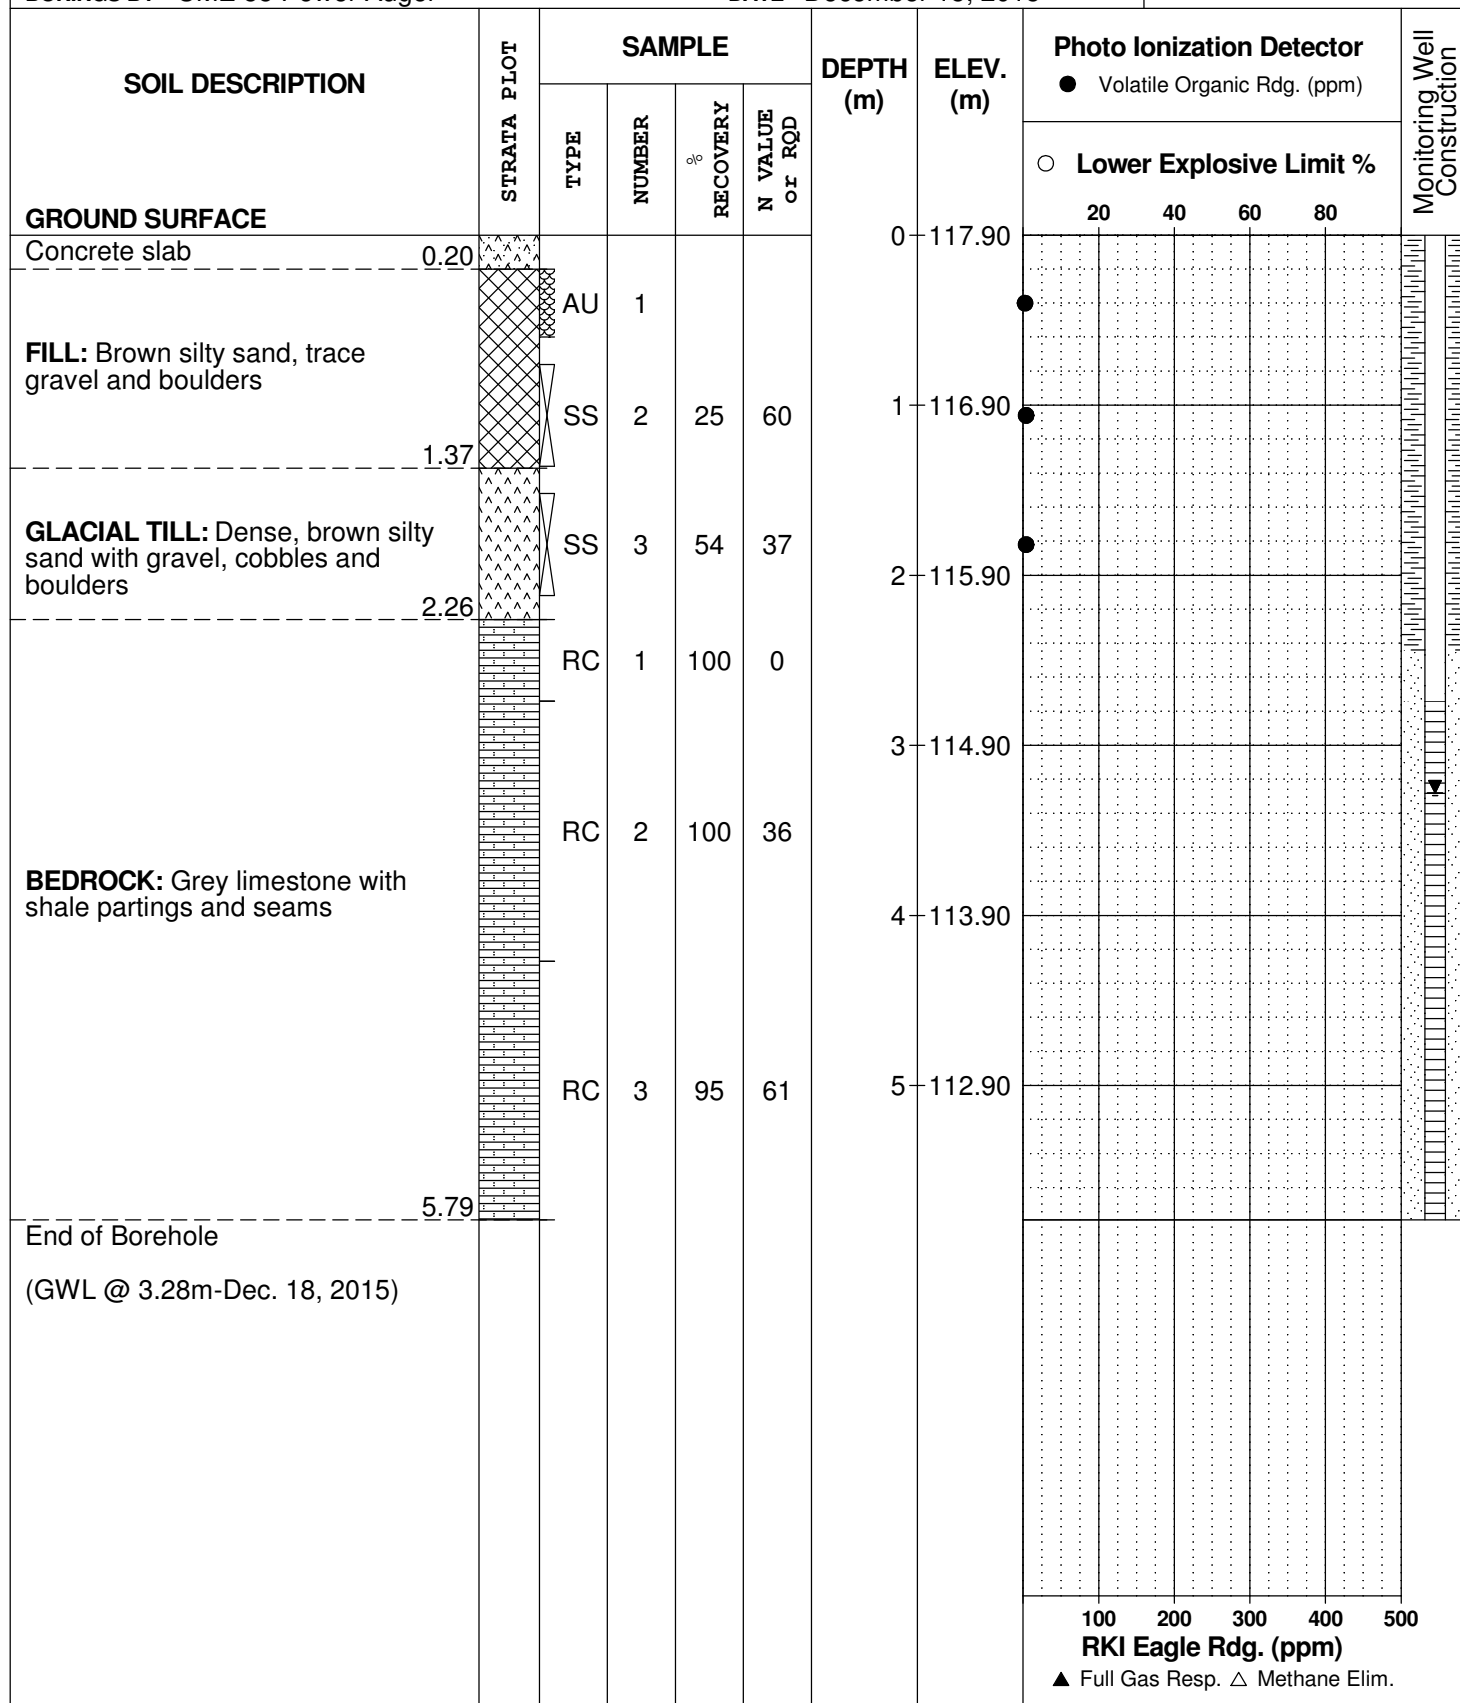 SOIL DESCRIPTION
GROUND SURFACE
STRATA PLOT
SAMPLE
TYPE
NUMBER
% RECOVERY
N VALUE or RQD
DEPTH (m)
ELEV. (m)
Photo Ionization Detector
● Volatile Organic Rdg. (ppm)
○ Lower Explosive Limit %
20 40 60 80
Monitoring Well Construction
Concrete slab 0.20
0 117.90
AU 1
FILL: Brown silty sand, trace
gravel and boulders
1.37
SS 2 25 60
1 116.90
GLACIAL TILL: Dense, brown silty
sand with gravel, cobbles and
boulders
2.26
SS 3 54 37
2 115.90
RC 1 100 0
3 114.90
RC 2 100 36
BEDROCK: Grey limestone with
shale partings and seams
4 113.90
RC 3 95 61
5 112.90
5.79
End of Borehole
(GWL @ 3.28m-Dec. 18, 2015)
100 200 300 400 500
RKI Eagle Rdg. (ppm)
▲ Full Gas Resp. △ Methane Elim.